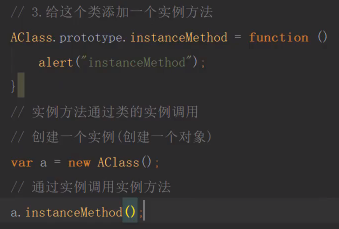 // 3.给这个类添加一个实例方法
AClass.prototype.instanceMethod = function ()
alert("instanceMethod");
}
// 实例方法通过类的实例调用
// 创建一个实例(创建一个对象)
var a = new AClass();
// 通过实例调用实例方法
a.instanceMethod();